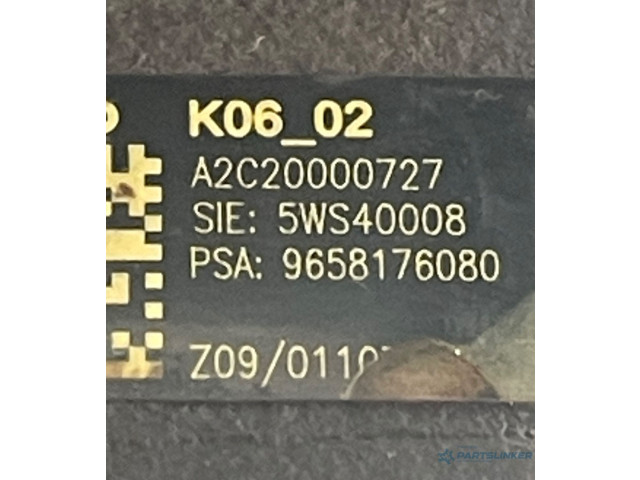 K06_02
A2C20000727
SIE: 5WS40008
PSA: 9658176080
PARTSLINKER